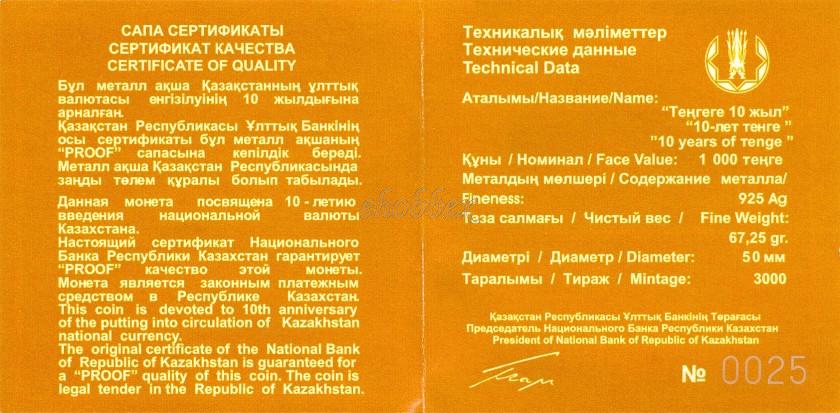 САПА СЕРТИФИКАТЫ
СЕРТИФИКАТ КАЧЕСТВА
CERTIFICATE OF QUALITY
Бұл металл ақша Қазақстанның ұлттық
валютасы енгізілуінің 10 жылдығына
арналған.
Қазақстан Республикасы Ұлттық Банкінің
осы сертификаты бұл металл ақшаның
“PROOF” сапасына кепілдік береді.
Металл ақша Қазақстан Республикасында
заңды төлем құралы болып табылады.
Данная монета посвящена 10-летию
введения национальной валюты
Казахстана.
Настоящий сертификат Национального
Банка Республики Казахстан гарантирует
“PROOF” качество этой монеты.
Монета является законным платежным
средством в Республике Казахстан.
This coin is devoted to 10th anniversary
of the putting into circulation of Kazakhstan
national currency.
The original certificate of the National Bank
of Republic of Kazakhstan is guaranteed for
a “PROOF” quality of this coin. The coin is
legal tender in the Republic of Kazakhstan.
Техникалық мәліметтер
Технические данные
Technical Data
Аталымы/Название/Name:
“Теңгеге 10 жыл”
“10-лет тенге ”
”10 years of tenge ”
Құны / Номинал / Face Value: 1 000 теңге
Металдың мөлшері / Содержание металла/
Fineness: 925 Ag
Таза салмағы / Чистый вес / Fine Weight:
67,25 gr.
Диаметрі / Диаметр / Diameter: 50 мм
Таралымы / Тираж / Mintage: 3000
Қазақстан Республикасы Ұлттық Банкінің Төрағасы
Председатель Национального Банка Республики Казахстан
President of National Bank of Republic of Kazakhstan
№ 0025